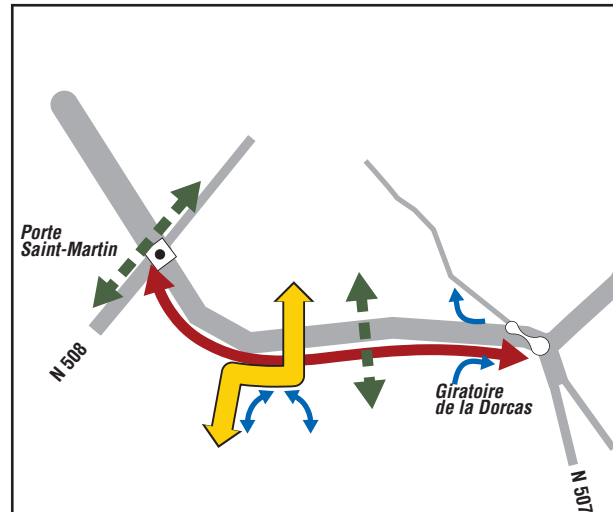 Porte
Saint-Martin
N 508
Giratoire
de la Dorcas
N 507